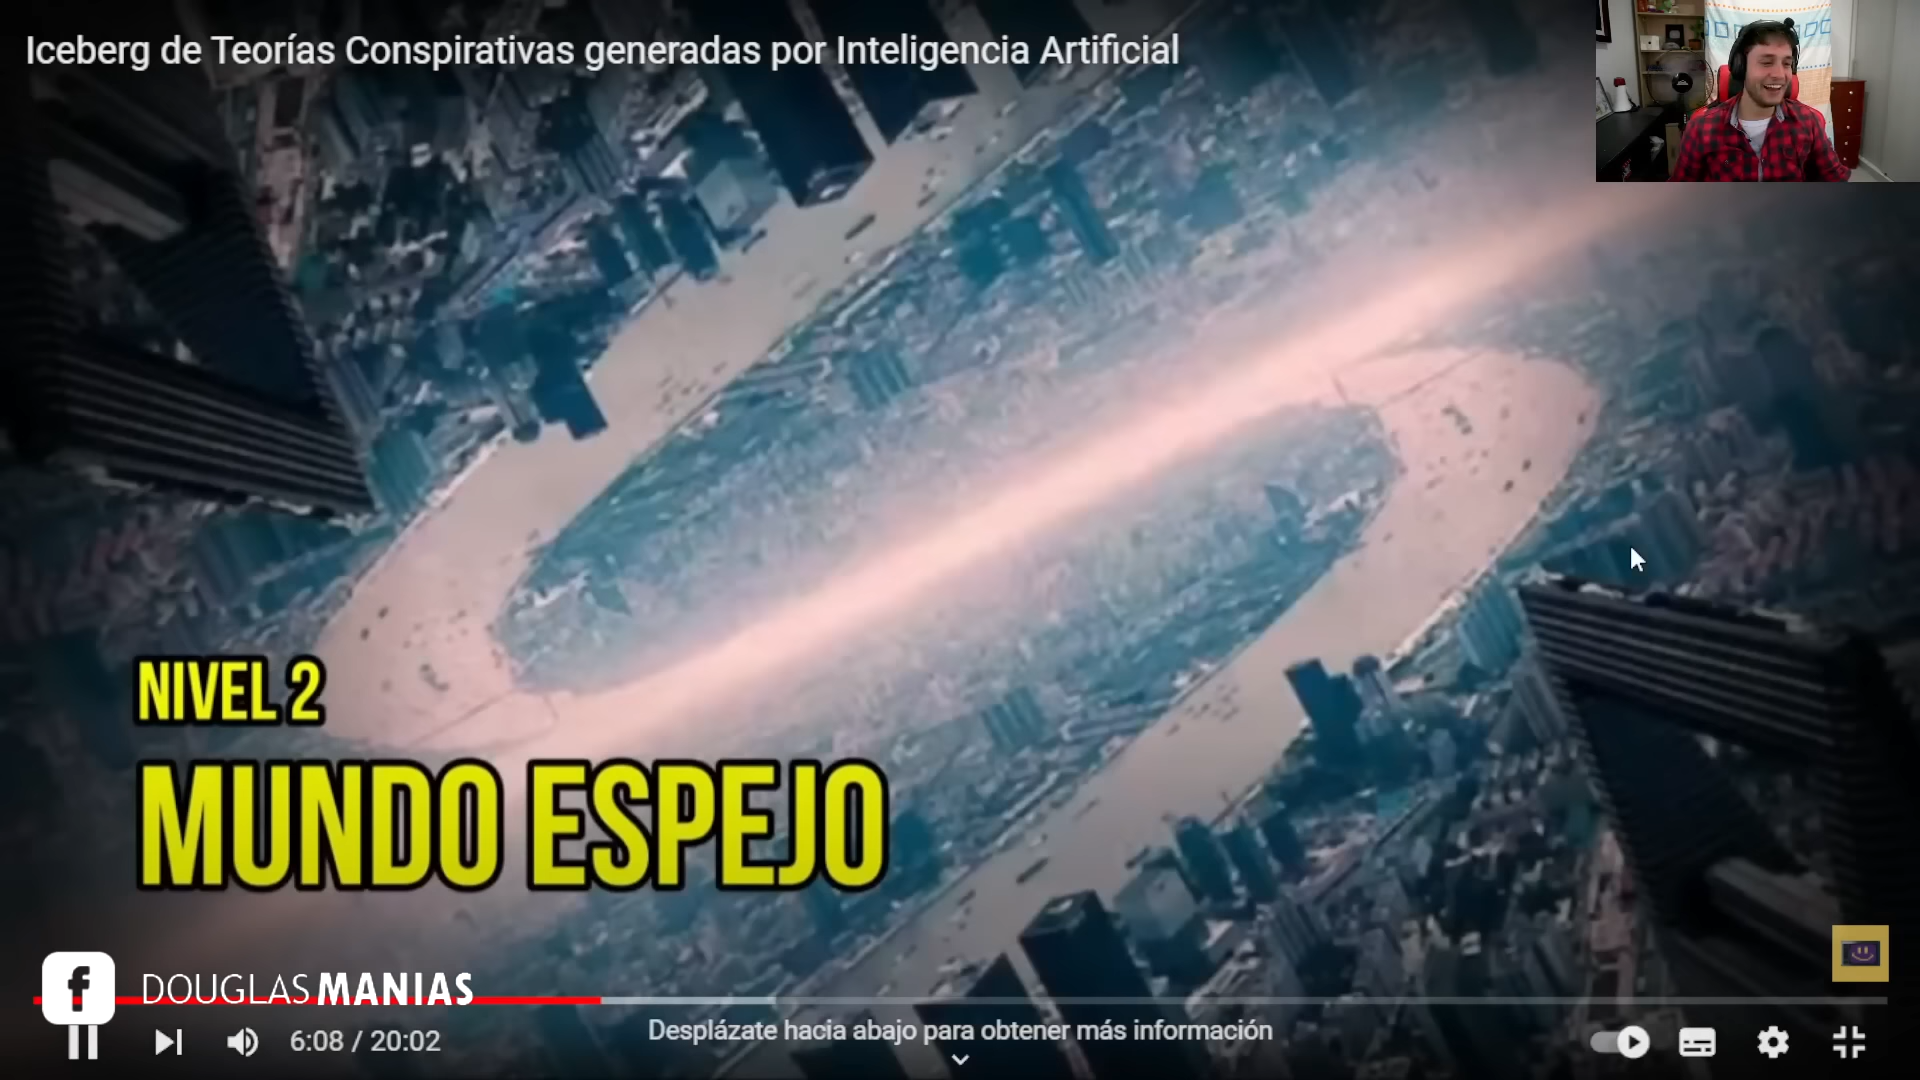 Iceberg de Teorías Conspirativas generadas por Inteligencia Artificial
NIVEL 2
MUNDO ESPEJO
f DOUGLASMANIAS
6:08 / 20:02
Desplázate hacia abajo para obtener más información